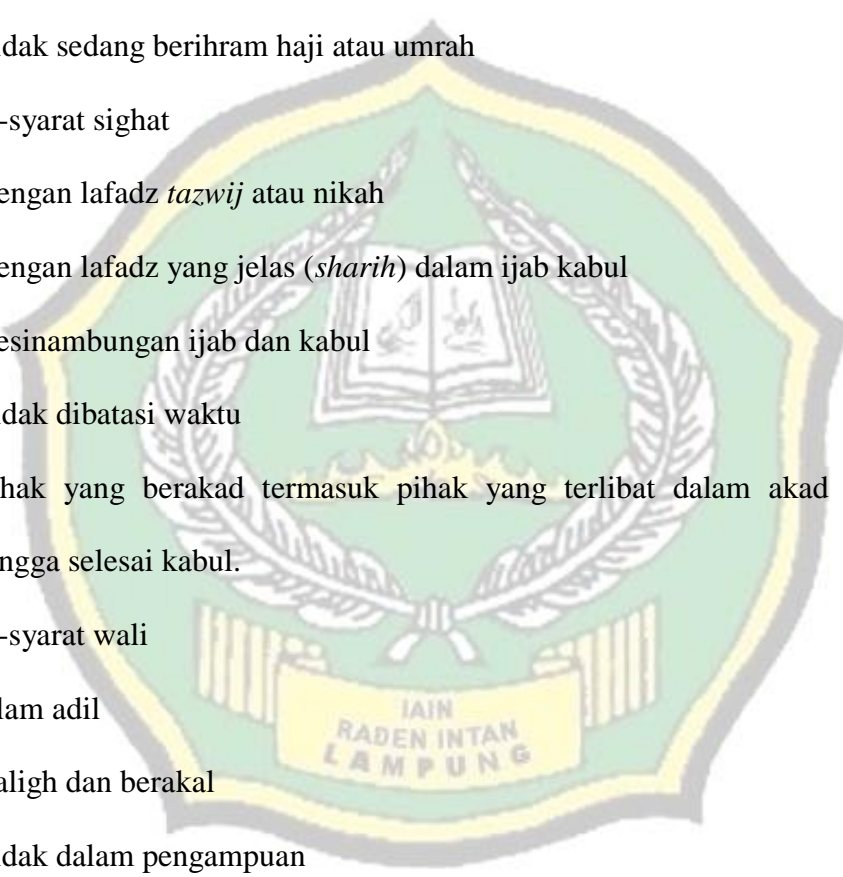 dak sedang berihram haji atau umrah
-syarat sighat
engan lafadz tazwij atau nikah
engan lafadz yang jelas (sharih) dalam ijab kabul
esinambungan ijab dan kabul
dak dibatasi waktu
hak yang berakad termasuk pihak yang terlibat dalam akad
ngga selesai kabul.
-syarat wali
lam adil
aligh dan berakal
dak dalam pengampuan
IAIN
RADEN INTAN
LAMPUNG